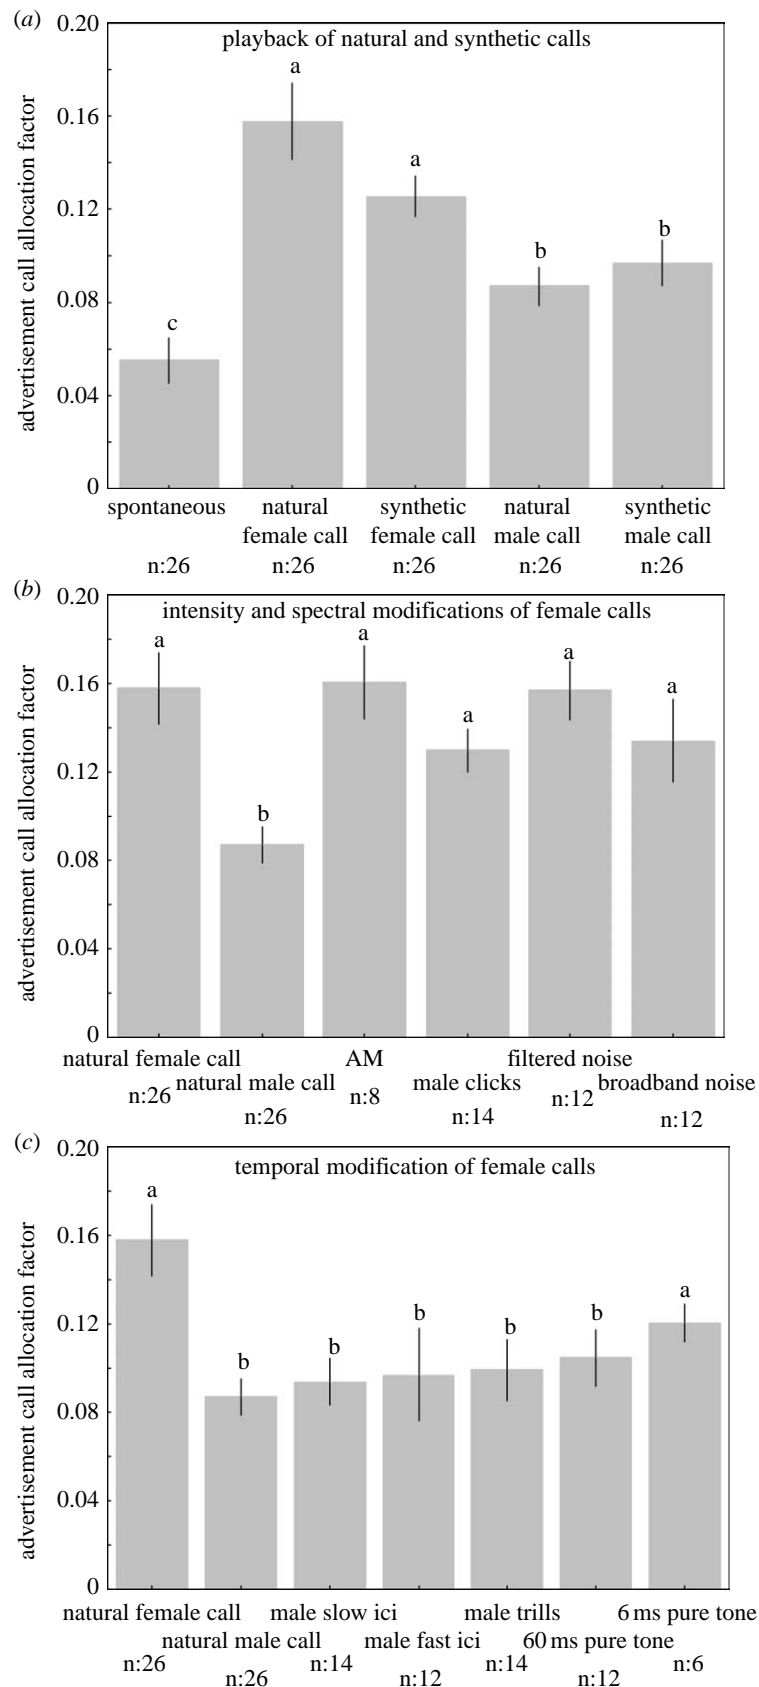 (a)
playback of natural and synthetic calls
advertisement call allocation factor
0.20
0.16
0.12
0.08
0.04
0
c
a
a
b
b
spontaneous
natural
female call
synthetic
female call
natural
male call
synthetic
male call
n:26
n:26
n:26
n:26
n:26
(b)
intensity and spectral modifications of female calls
advertisement call allocation factor
0.20
0.16
0.12
0.08
0.04
0
a
b
a
a
a
a
natural female call
n:26
natural male call
n:26
AM
n:8
male clicks
n:14
filtered noise
n:12
broadband noise
n:12
(c)
temporal modification of female calls
advertisement call allocation factor
0.20
0.16
0.12
0.08
0.04
0
a
b
b
b
b
b
a
natural female call
n:26
natural male call
n:26
male slow ici
n:14
male fast ici
n:12
male trills
n:14
60 ms pure tone
n:12
6 ms pure tone
n:6